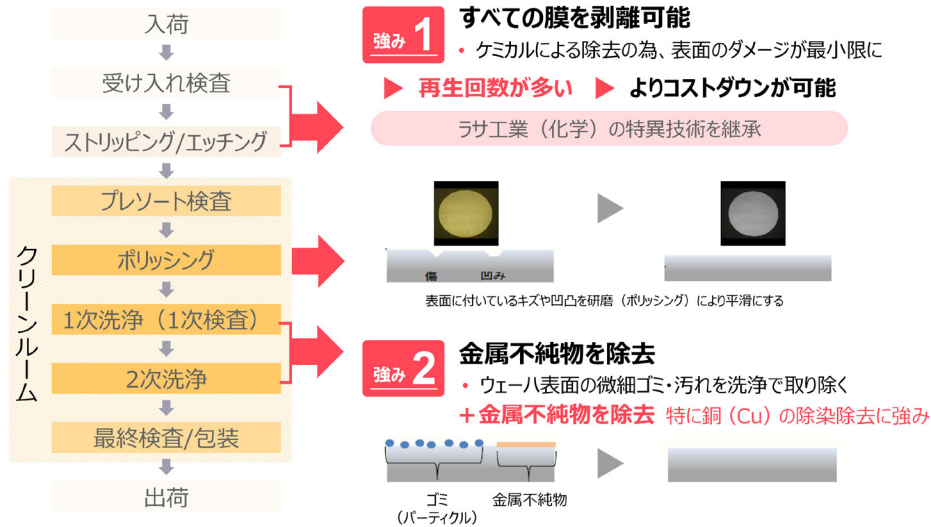 入荷
受け入れ検査
ストリッピング/エッチング
クリーンルーム
プレソート検査
ポリッシング
1次洗浄（1次検査）
2次洗浄
最終検査/包装
出荷
強み1
すべての膜を剥離可能
・ケミカルによる除去の為、表面のダメージが最小限に
▶ 再生回数が多い ▶ よりコストダウンが可能
ラサ工業（化学）の特異技術を継承
傷 凹み
表面に付いているキズや凹凸を研磨（ポリッシング）により平滑にする
強み2
金属不純物を除去
・ウェーハ表面の微細ゴミ・汚れを洗浄で取り除く
＋金属不純物を除去 特に銅（Cu）の除染除去に強み
ゴミ 金属不純物
（パーティクル）